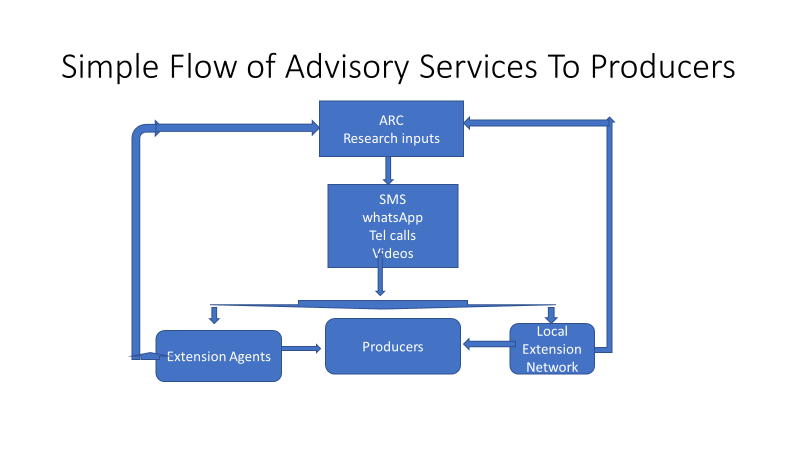 Simple Flow of Advisory Services To Producers
ARC
Research inputs
SMS
whatsApp
Tel calls
Videos
Extension Agents
Producers
Local
Extension
Network